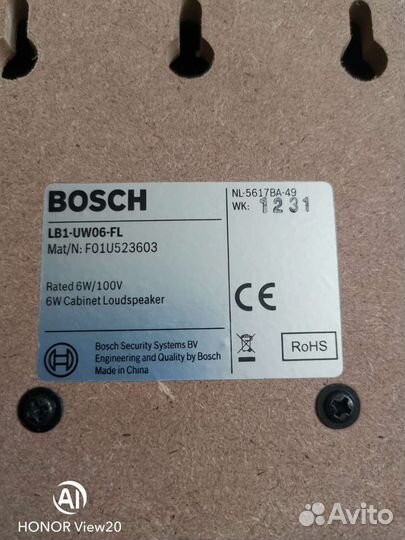 BOSCH
NL-5617BA-49
WK: 1231
LB1-UW06-FL
Mat/N: F01U523603
Rated 6W/100V
6W Cabinet Loudspeaker
CE
RoHS
Bosch Security Systems BV
Engineering and Quality by Bosch
Made in China
AI
HONOR View20
Avito